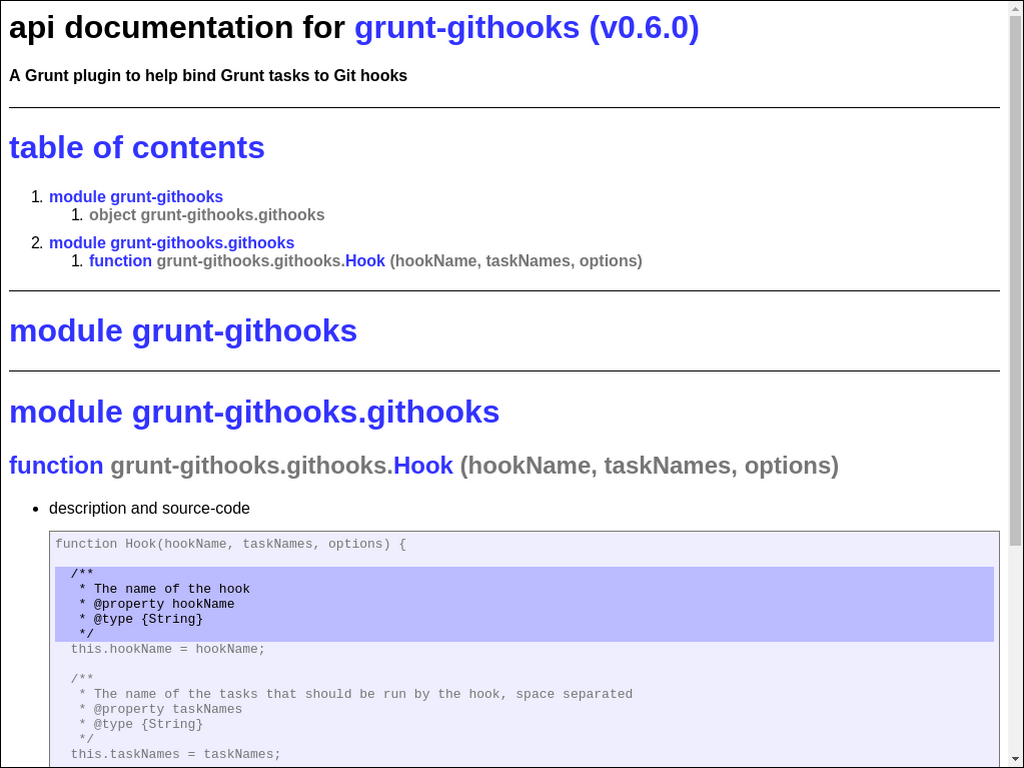 api documentation for grunt-githooks (v0.6.0)
A Grunt plugin to help bind Grunt tasks to Git hooks
table of contents
1. module grunt-githooks
1. object grunt-githooks.githooks
2. module grunt-githooks.githooks
1. function grunt-githooks.githooks.Hook (hookName, taskNames, options)
module grunt-githooks
module grunt-githooks.githooks
function grunt-githooks.githooks.Hook (hookName, taskNames, options)
• description and source-code
function Hook(hookName, taskNames, options) {
/**
* The name of the hook
* @property hookName
* @type {String}
*/
this.hookName = hookName;
/**
* The name of the tasks that should be run by the hook, space separated
* @property taskNames
* @type {String}
*/
this.taskNames = taskNames;